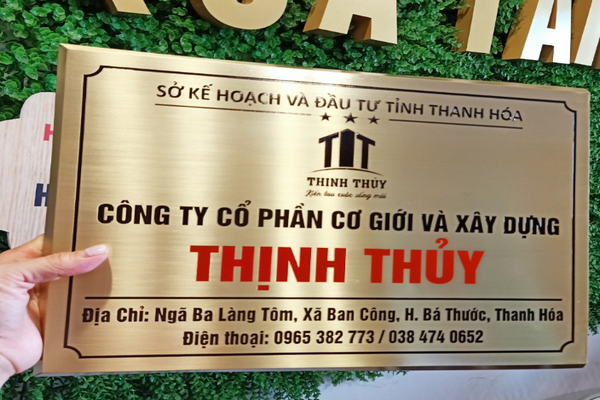 SỞ KẾ HOẠCH VÀ ĐẦU TƯ TỈNH THANH HÓA
THỊNH THỦY
CÔNG TY CỔ PHẦN CƠ GIỚI VÀ XÂY DỰNG
THỊNH THỦY
Địa Chỉ: Ngã Ba Làng Tôm, Xã Ban Công, H. Bá Thước, Thanh Hóa
Điện thoại: 0965 382 773 / 038 474 0652